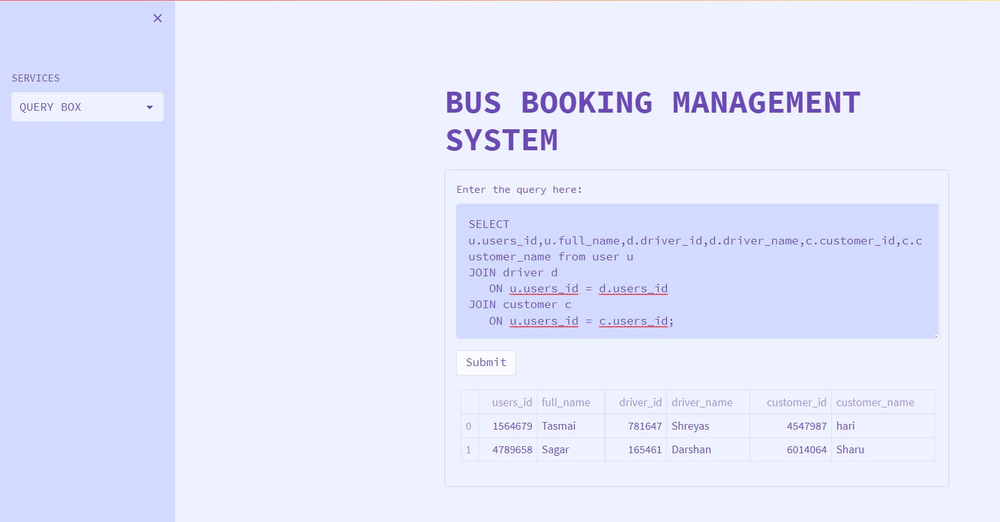 SERVICES
QUERY BOX
BUS BOOKING MANAGEMENT
SYSTEM
Enter the query here:
SELECT
u.users_id,u.full_name,d.driver_id,d.driver_name,c.customer_id,c.c
ustomer_name from user u
JOIN driver d
   ON u.users_id = d.users_id
JOIN customer c
   ON u.users_id = c.users_id;
Submit
users_id full_name driver_id driver_name customer_id customer_name
0 1564679 Tasmai 781647 Shreyas 4547987 hari
1 4789658 Sagar 165461 Darshan 6014064 Sharu